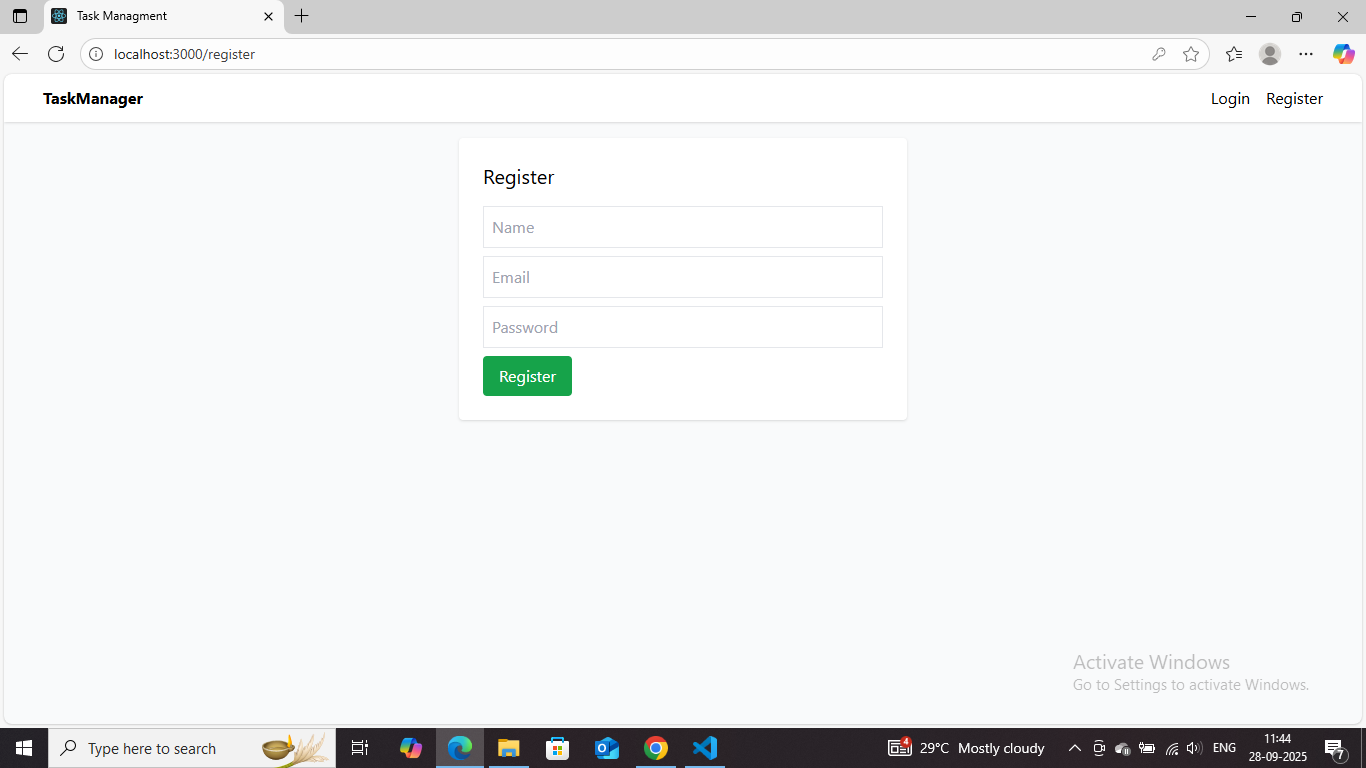 Task Managment
localhost:3000/register
TaskManager
Login Register
Register
Name
Email
Password
Register
Activate Windows
Go to Settings to activate Windows.
Type here to search
4
29°C Mostly cloudy
ENG
11:44
28-09-2025
7